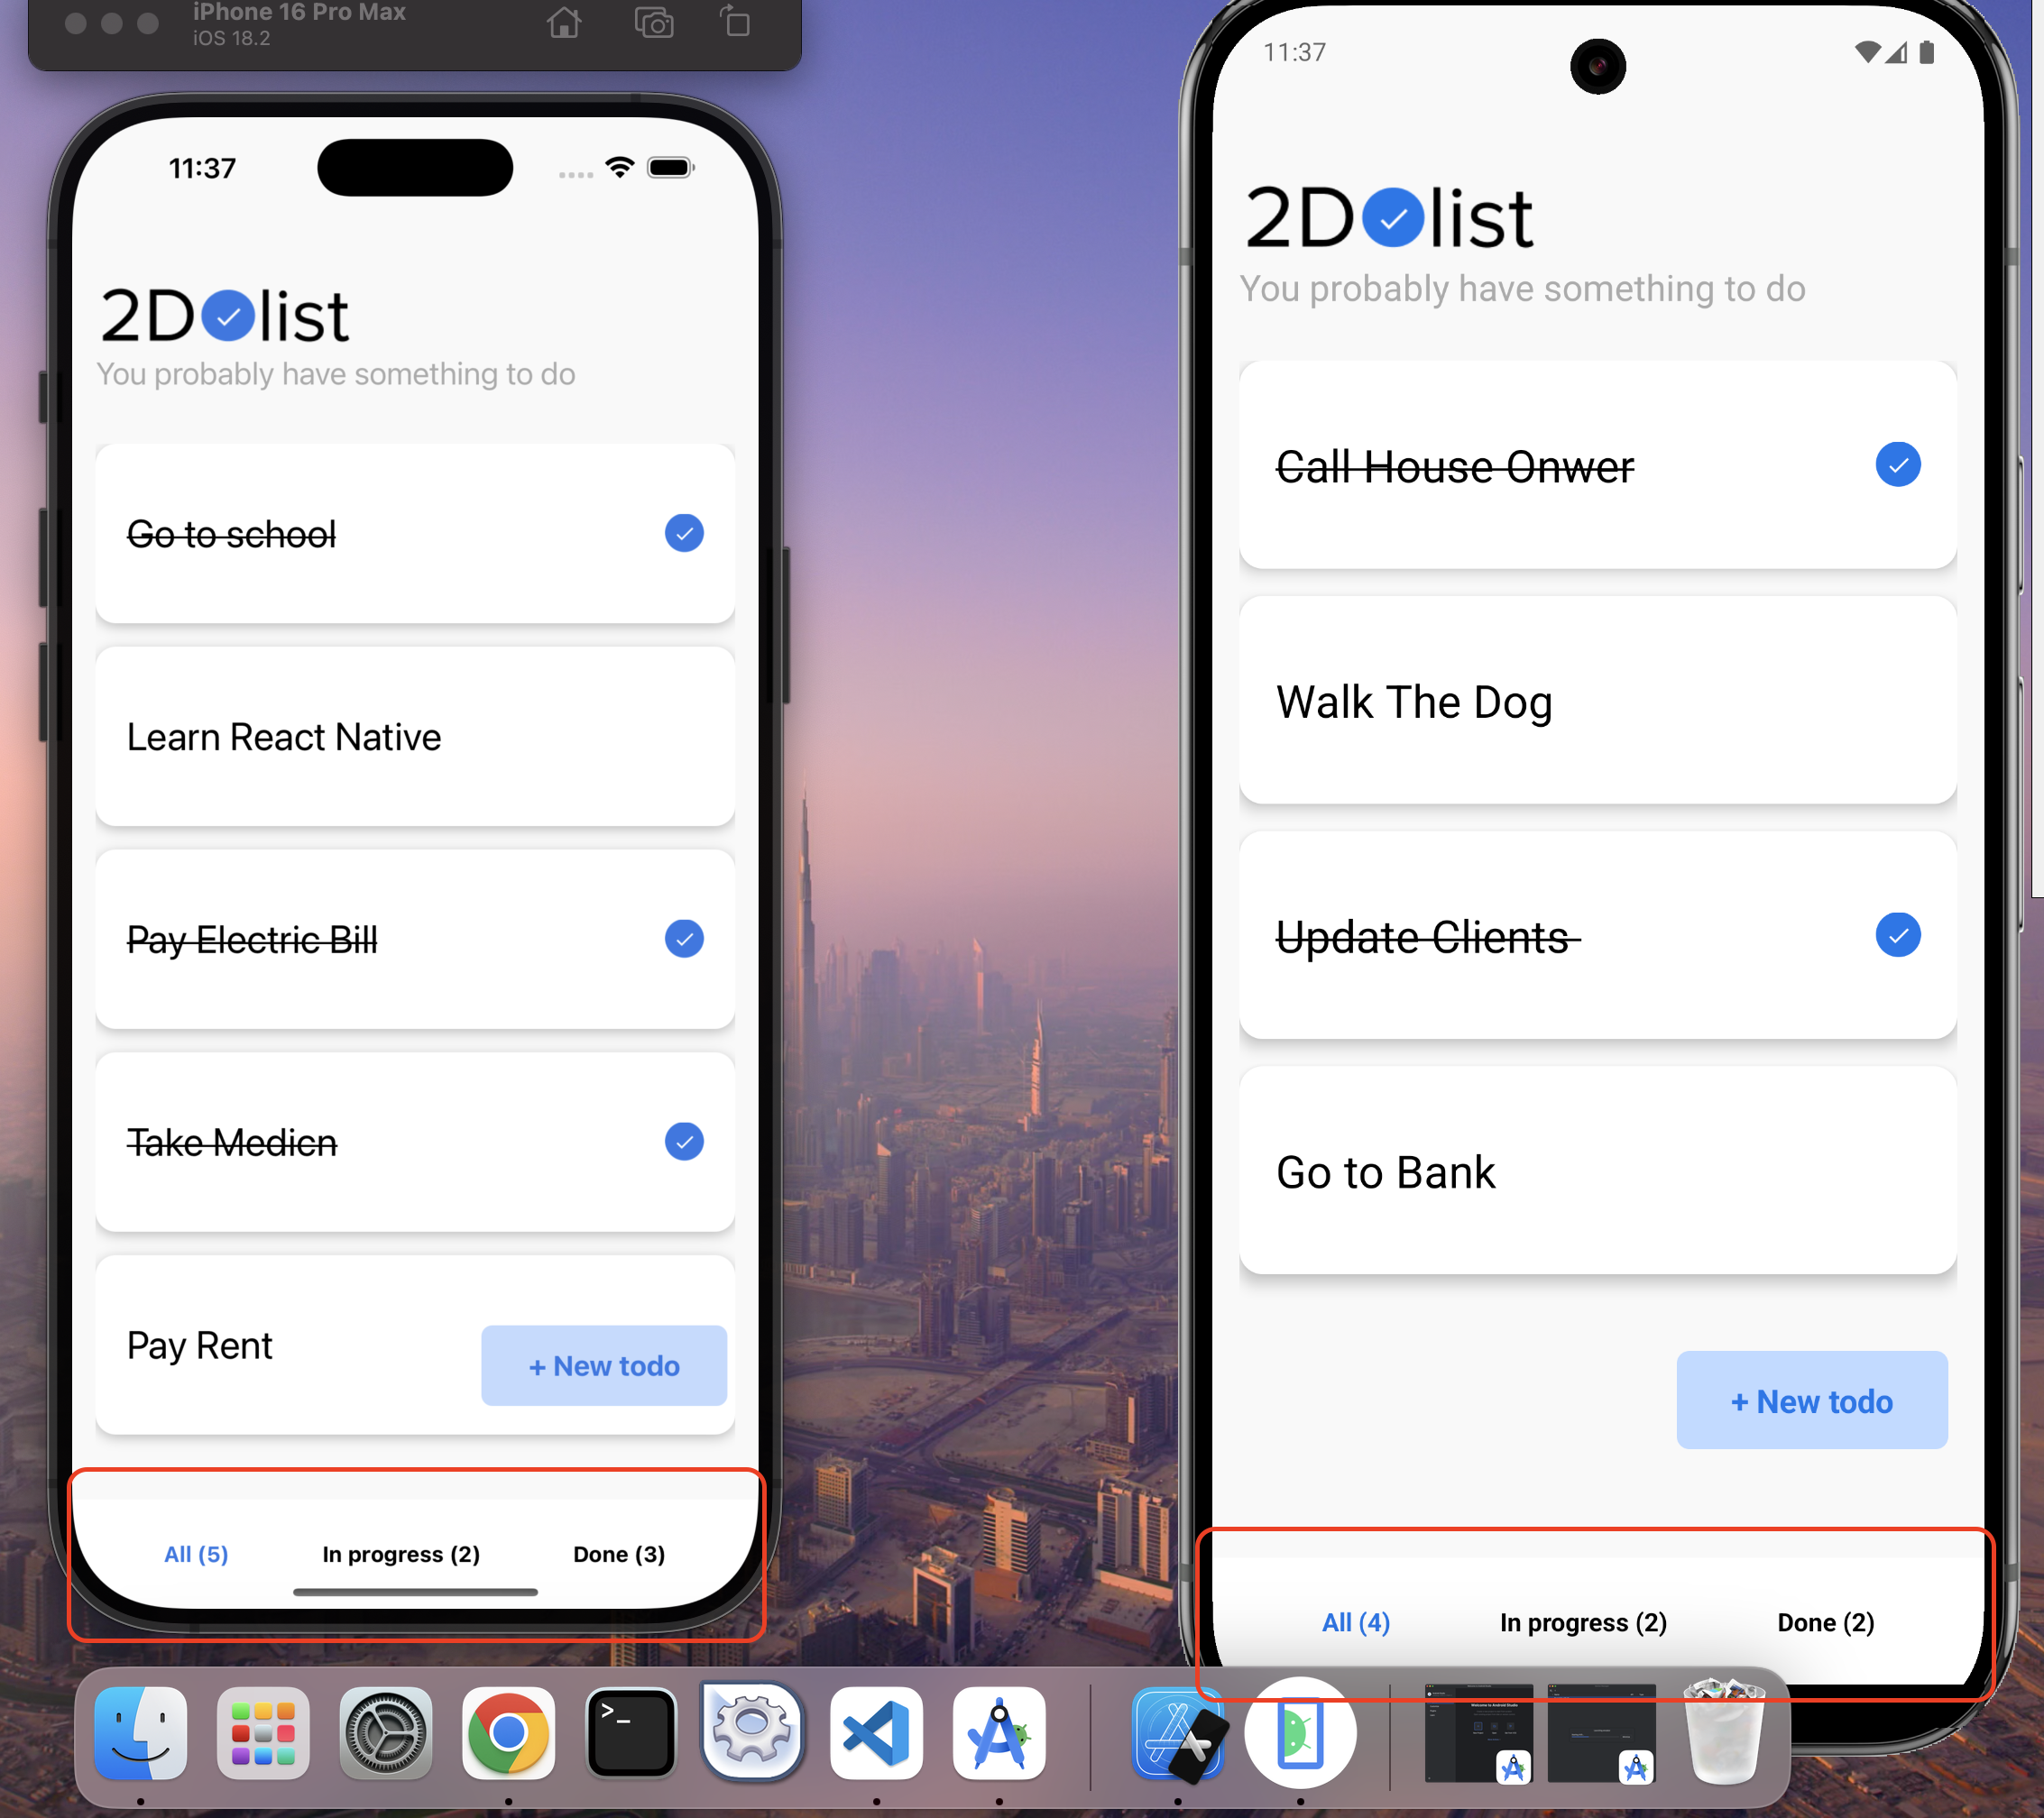 iPhone 16 Pro Max
iOS 18.2
11:37
2D list
You probably have something to do
Go to school
Learn React Native
Pay Electric Bill
Take Medicn
Pay Rent
+ New todo
All (5)
In progress (2)
Done (3)
11:37
2D list
You probably have something to do
Call House Onwer
Walk The Dog
Update Clients
Go to Bank
+ New todo
All (4)
In progress (2)
Done (2)
>_